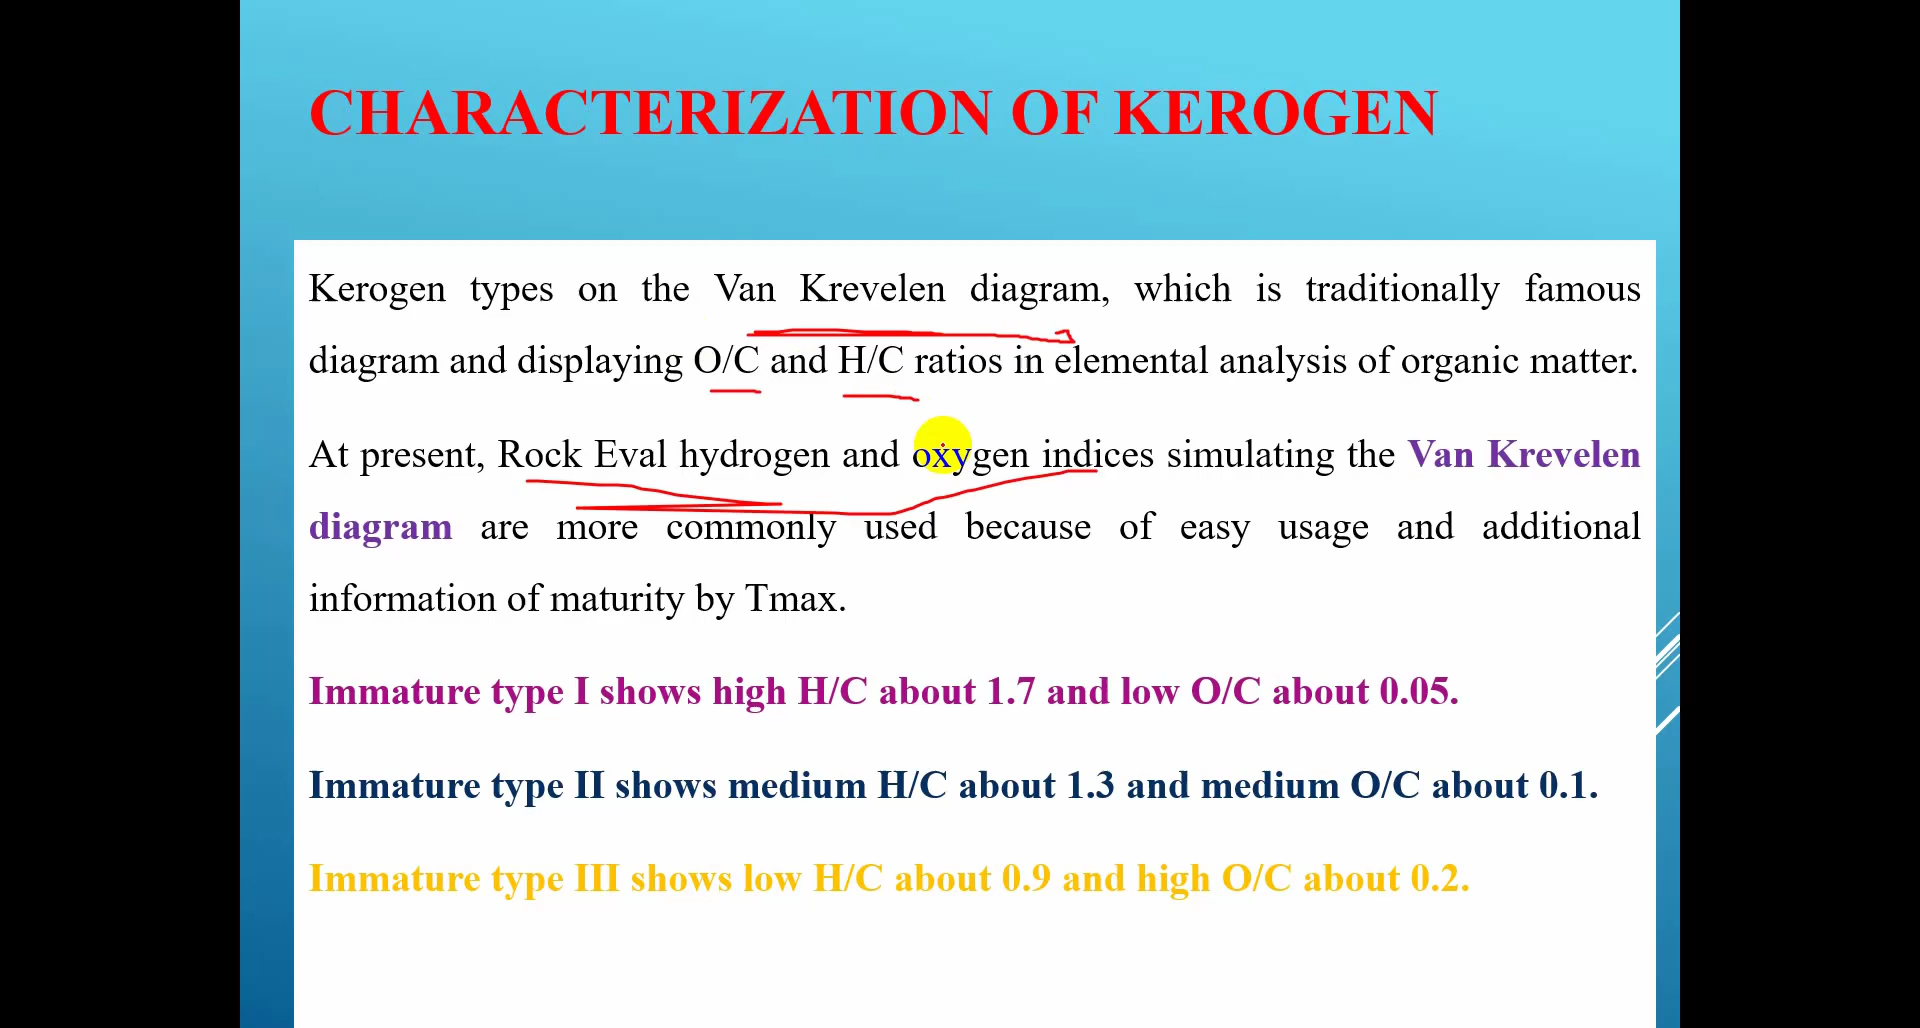 CHARACTERIZATION OF KEROGEN
Kerogen types on the Van Krevelen diagram, which is traditionally famous
diagram and displaying O/C and H/C ratios in elemental analysis of organic matter.
At present, Rock Eval hydrogen and oxygen indices simulating the Van Krevelen
diagram are more commonly used because of easy usage and additional
information of maturity by Tmax.
Immature type I shows high H/C about 1.7 and low O/C about 0.05.
Immature type II shows medium H/C about 1.3 and medium O/C about 0.1.
Immature type III shows low H/C about 0.9 and high O/C about 0.2.